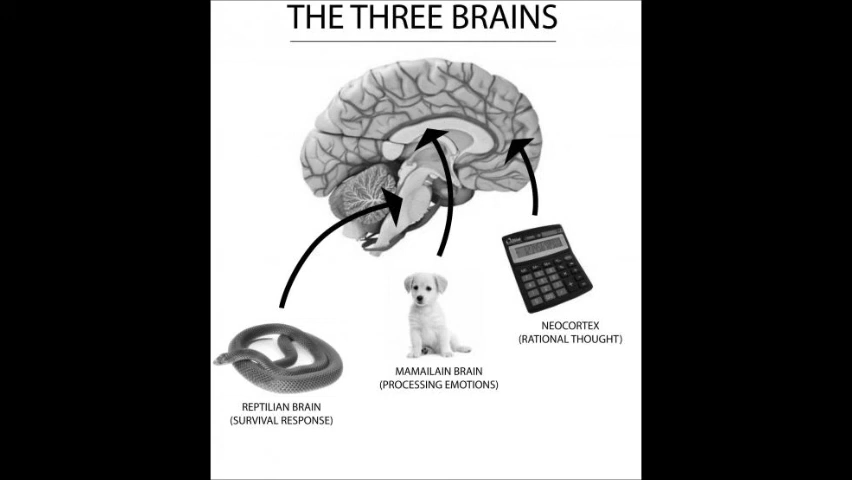 THE THREE BRAINS
NEOCORTEX
(RATIONAL THOUGHT)
MAMAILAIN BRAIN
(PROCESSING EMOTIONS)
REPTILIAN BRAIN
(SURVIVAL RESPONSE)